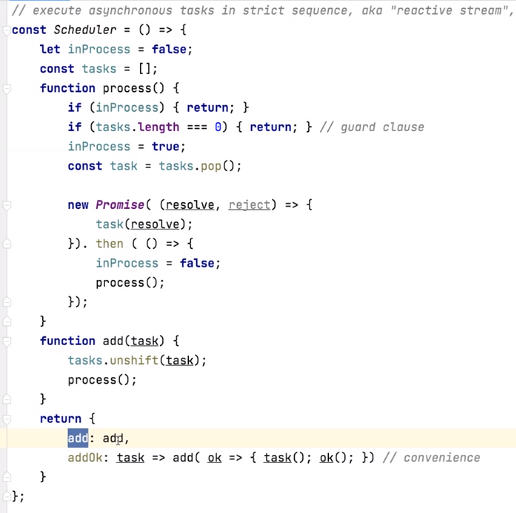 // execute asynchronous tasks in strict sequence, aka "reactive stream",
const Scheduler = () => {
    let inProcess = false;
    const tasks = [];
    function process() {
        if (inProcess) { return; }
        if (tasks.length === 0) { return; } // guard clause
        inProcess = true;
        const task = tasks.pop();

        new Promise( (resolve, reject) => {
            task(resolve);
        }). then ( () => {
            inProcess = false;
            process();
        });
    }
    function add(task) {
        tasks.unshift(task);
        process();
    }
    return {
        add: add,
        addOk: task => add( ok => { task(); ok(); }) // convenience
    }
};